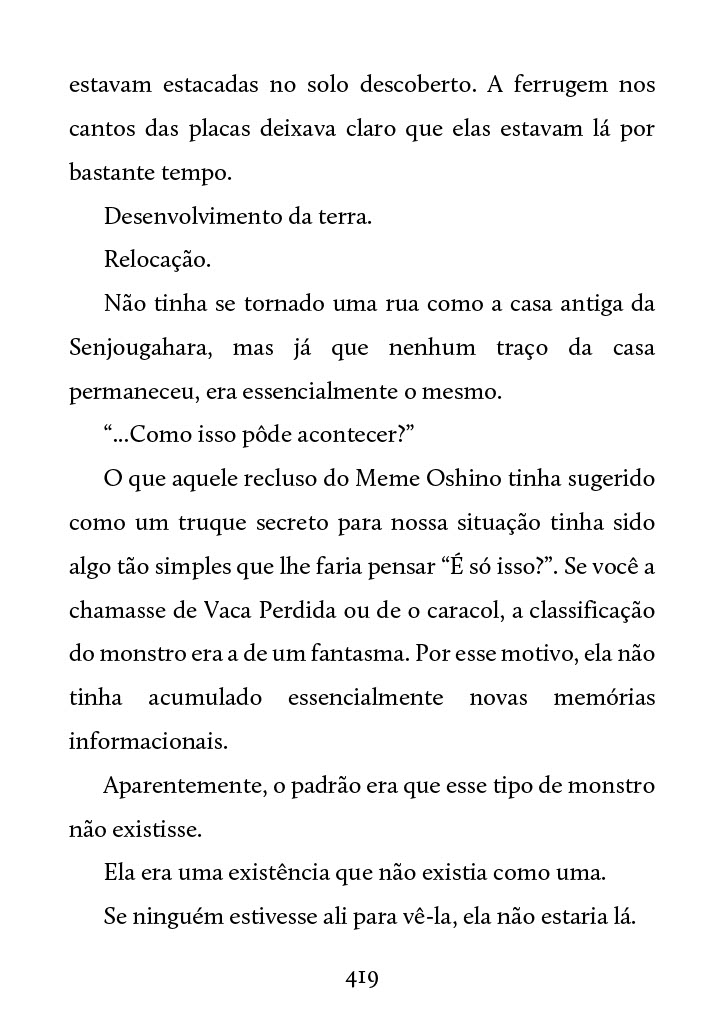 estavam estacadas no solo descoberto. A ferrugem nos
cantos das placas deixava claro que elas estavam lá por
bastante tempo.
Desenvolvimento da terra.
Relocação.
Não tinha se tornado uma rua como a casa antiga da
Senjougahara, mas já que nenhum traço da casa
permaneceu, era essencialmente o mesmo.
“...Como isso pôde acontecer?”
O que aquele recluso do Meme Oshino tinha sugerido
como um truque secreto para nossa situação tinha sido
algo tão simples que lhe faria pensar “É só isso?”. Se você a
chamasse de Vaca Perdida ou de o caracol, a classificação
do monstro era a de um fantasma. Por esse motivo, ela não
tinha acumulado essencialmente novas memórias
informacionais.
Aparentemente, o padrão era que esse tipo de monstro
não existisse.
Ela era uma existência que não existia como uma.
Se ninguém estivesse ali para vê-la, ela não estaria lá.
419